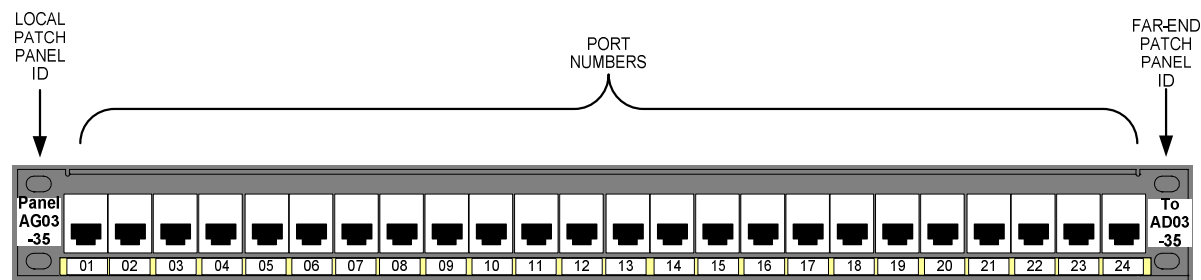 LOCAL
PATCH
PANEL
ID
PORT
NUMBERS
FAR-END
PATCH
PANEL
ID
Panel
AG03
-35
To
AD03
-35
01 02 03 04 05 06 07 08 09 10 11 12 13 14 15 16 17 18 19 20 21 22 23 24